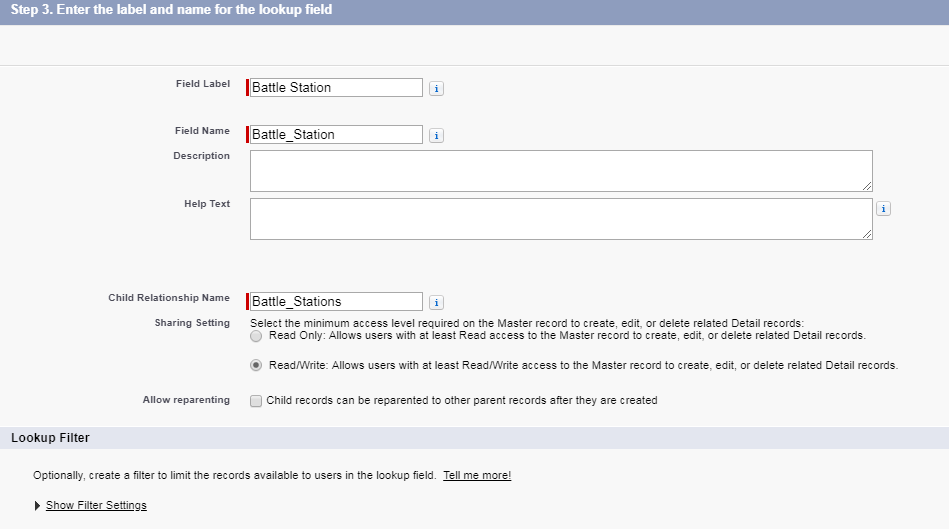 Step 3. Enter the label and name for the lookup field
Field Label
Battle Station
i
Field Name
Battle_Station
i
Description
Help Text
i
Child Relationship Name
Battle_Stations
i
Sharing Setting
Select the minimum access level required on the Master record to create, edit, or delete related Detail records:
Read Only: Allows users with at least Read access to the Master record to create, edit, or delete related Detail records.
Read/Write: Allows users with at least Read/Write access to the Master record to create, edit, or delete related Detail records.
Allow reparenting
Child records can be reparented to other parent records after they are created
Lookup Filter
Optionally, create a filter to limit the records available to users in the lookup field. Tell me more!
Show Filter Settings